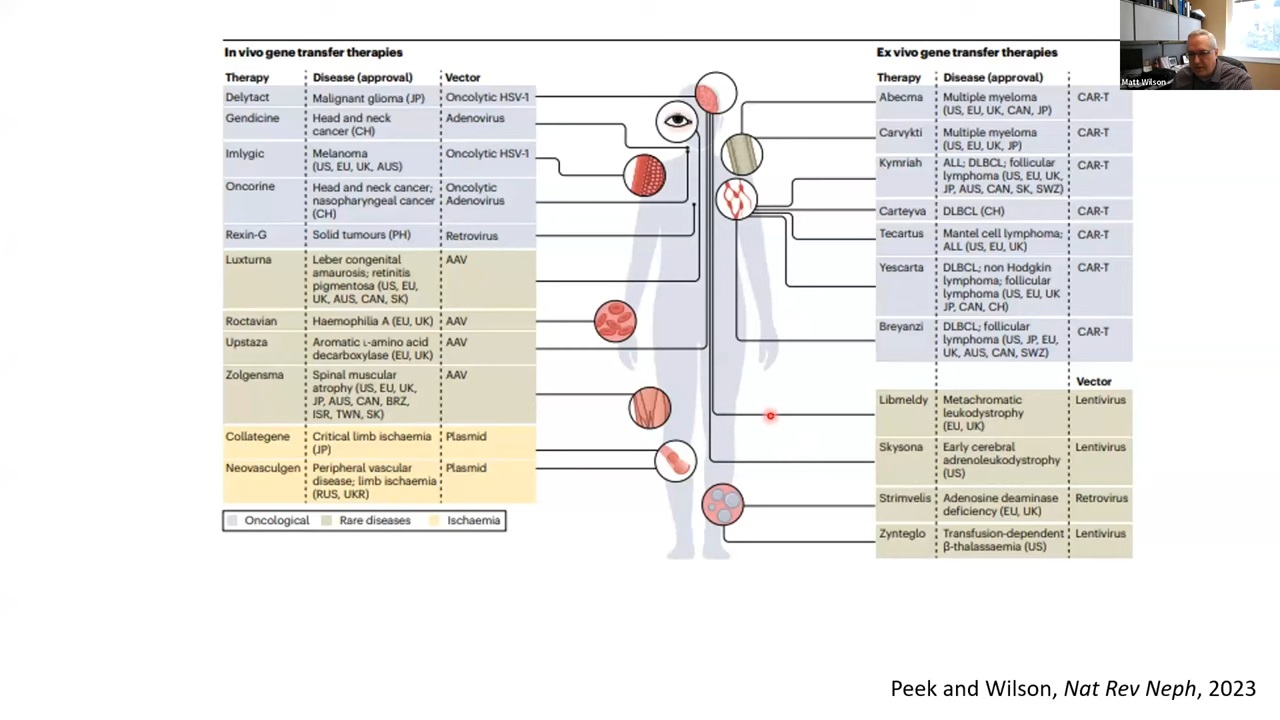 In vivo gene transfer therapies
Therapy Disease (approval) Vector
Delytact Malignant glioma (JP) Oncolytic HSV-1
Gendicine Head and neck Adenovirus
cancer (CH)
Imlygic Melanoma Oncolytic HSV-1
(US, EU, UK, AUS)
Oncorine Head and neck cancer; Oncolytic
nasopharyngeal cancer Adenovirus
(CH)
Rexin-G Solid tumours (PH) Retrovirus
Luxturna Leber congenital AAV
amaurosis; retinitis
pigmentosa (US, EU,
UK, AUS, CAN, SK)
Roctavian Haemophilia A (EU, UK) AAV
Upstaza Aromatic L-amino acid AAV
decarboxylase (EU, UK)
Zolgensma Spinal muscular AAV
atrophy (US, EU, UK,
JP, AUS, CAN, BRZ,
ISR, TWN, SK)
Collategene Critical limb ischaemia Plasmid
(JP)
Neovasculgen Peripheral vascular Plasmid
disease; limb ischaemia
(RUS, UKR)
Oncological Rare diseases Ischaemia
Ex vivo gene transfer therapies
Therapy Disease (approval)
Abecma Multiple myeloma CAR-T
(US, EU, UK, CAN, JP)
Carvykti Multiple myeloma CAR-T
(US, EU, UK, JP)
Kymriah ALL; DLBCL; follicular CAR-T
lymphoma (US, EU, UK,
JP, AUS, CAN, SK, SWZ)
Carteyva DLBCL (CH) CAR-T
Tecartus Mantel cell lymphoma; CAR-T
ALL (US, EU, UK)
Yescarta DLBCL; non Hodgkin CAR-T
lymphoma; follicular
lymphoma (US, EU, UK
JP, CAN, CH)
Breyanzi DLBCL; follicular CAR-T
lymphoma (US, JP, EU,
UK, AUS, CAN, SWZ)
Vector
Libmeldy Metachromatic Lentivirus
leukodystrophy
(EU, UK)
Skysona Early cerebral Lentivirus
adrenoleukodystrophy
(US)
Strimvelis Adenosine deaminase Retrovirus
deficiency (EU, UK)
Zynteglo Transfusion-dependent Lentivirus
β-thalassaemia (US)
Matt Wilson
Peek and Wilson, Nat Rev Neph, 2023